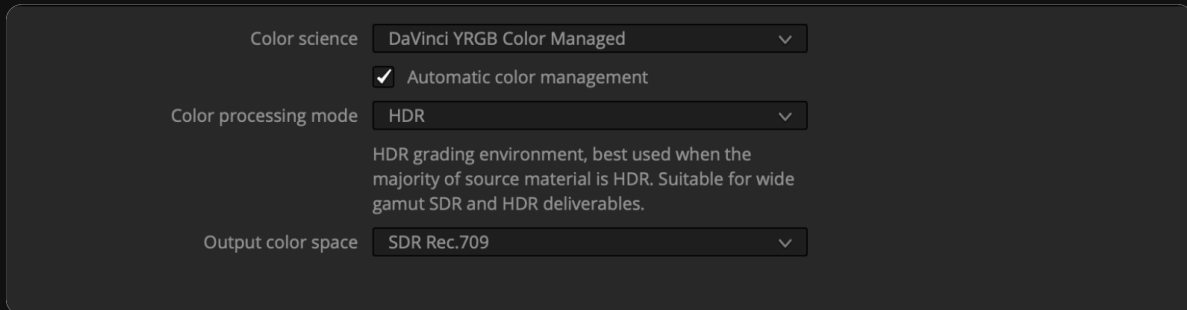 Color science DaVinci YRGB Color Managed
Automatic color management
Color processing mode HDR
HDR grading environment, best used when the
majority of source material is HDR. Suitable for wide
gamut SDR and HDR deliverables.
Output color space SDR Rec.709